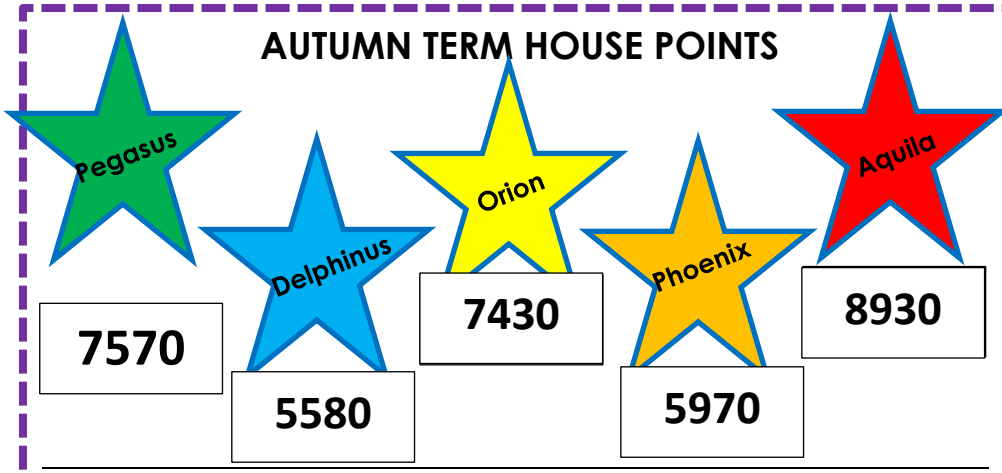 AUTUMN TERM HOUSE POINTS
Pegasus
Delphinus
Orion
Phoenix
Aquila
7570
5580
7430
5970
8930